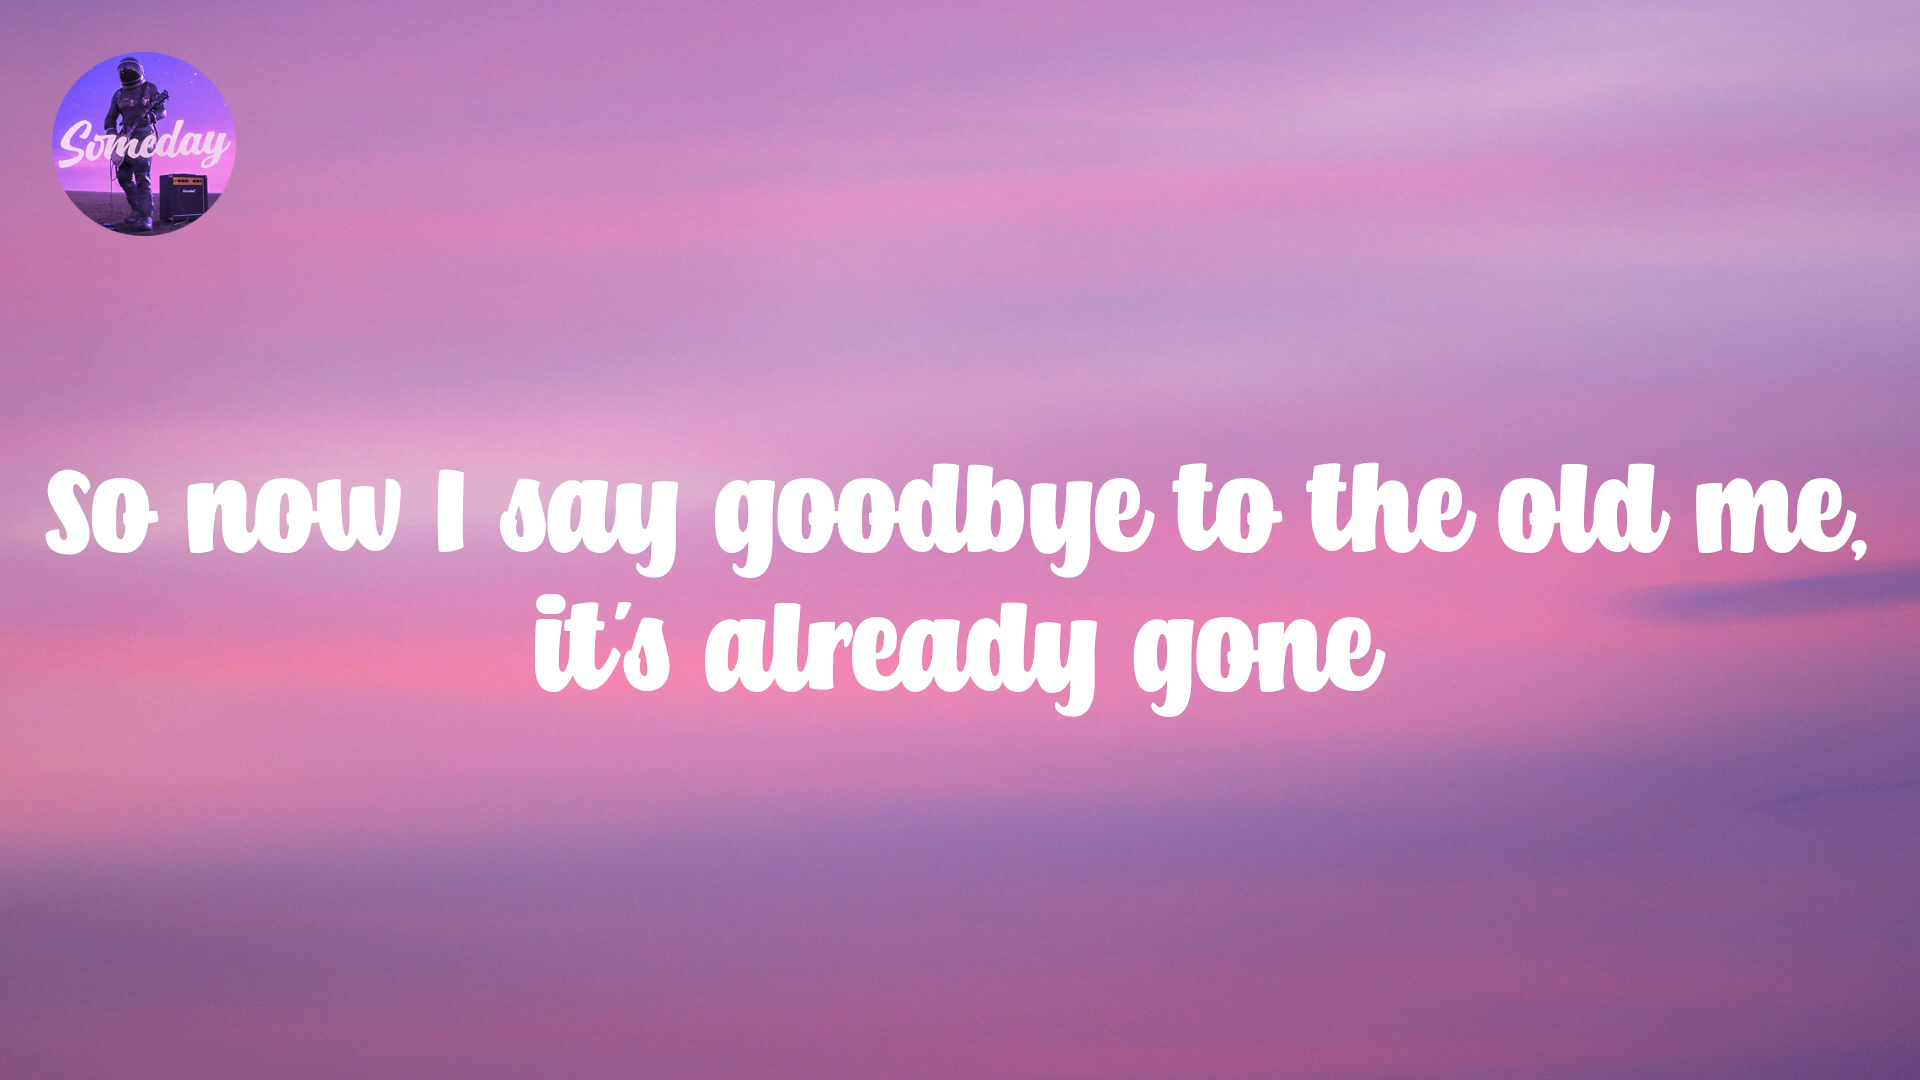 Someday
So now I say goodbye to the old me,
it's already gone